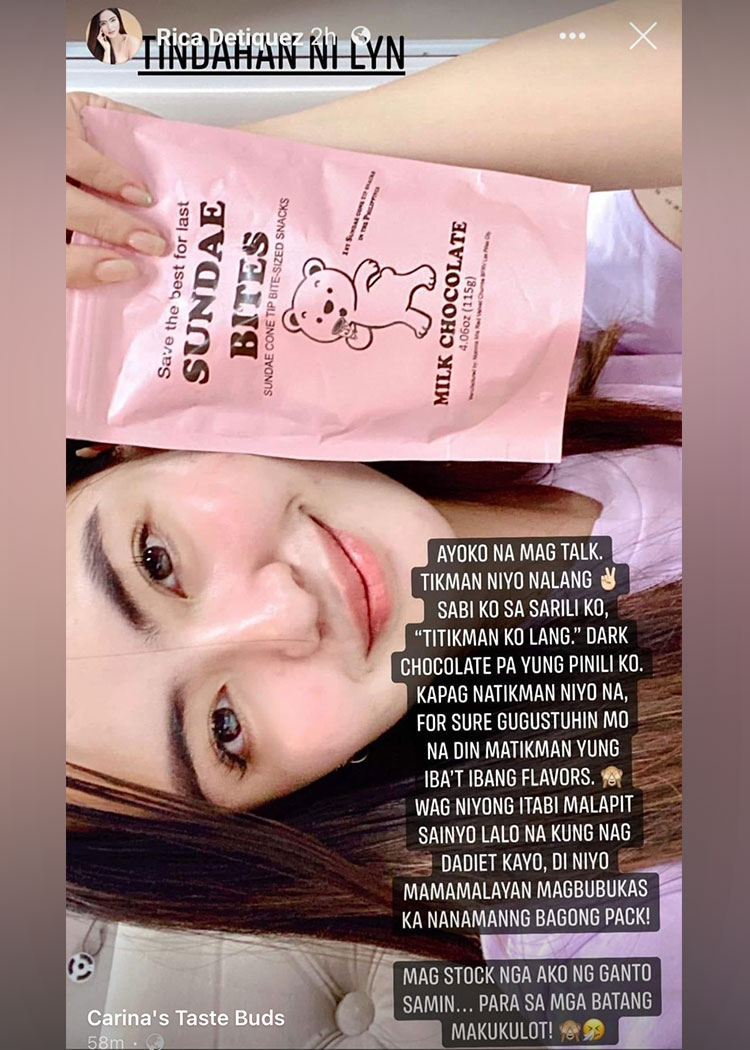 Rica Detiquez 2h
TINDAHAN NI LYN
Save the best for last
SUNDAE
BITES
SUNDAE CONE TIP BITE-SIZED SNACKS
1ST SUNDAE CONE TIP SNACKS
IN THE PHILIPPINES
MILK CHOCOLATE
4.06oz (115g)
AYOKO NA MAG TALK.
TIKMAN NIYO NALANG ✌🏻
SABI KO SA SARILI KO,
“TITIKMAN KO LANG.” DARK
CHOCOLATE PA YUNG PINILI KO.
KAPAG NATIKMAN NIYO NA,
FOR SURE GUGUSTUHIN MO
NA DIN MATIKMAN YUNG
IBA’T IBANG FLAVORS. 🙈
WAG NIYONG ITABI MALAPIT
SAINYO LALO NA KUNG NAG
DADIET KAYO, DI NIYO
MAMAMALAYAN MAGBUBUKAS
KA NANAMANNG BAGONG PACK!
MAG STOCK NGA AKO NG GANTO
SAMIN... PARA SA MGA BATANG
MAKUKULOT! 🙈🤧
Carina's Taste Buds
58m ·